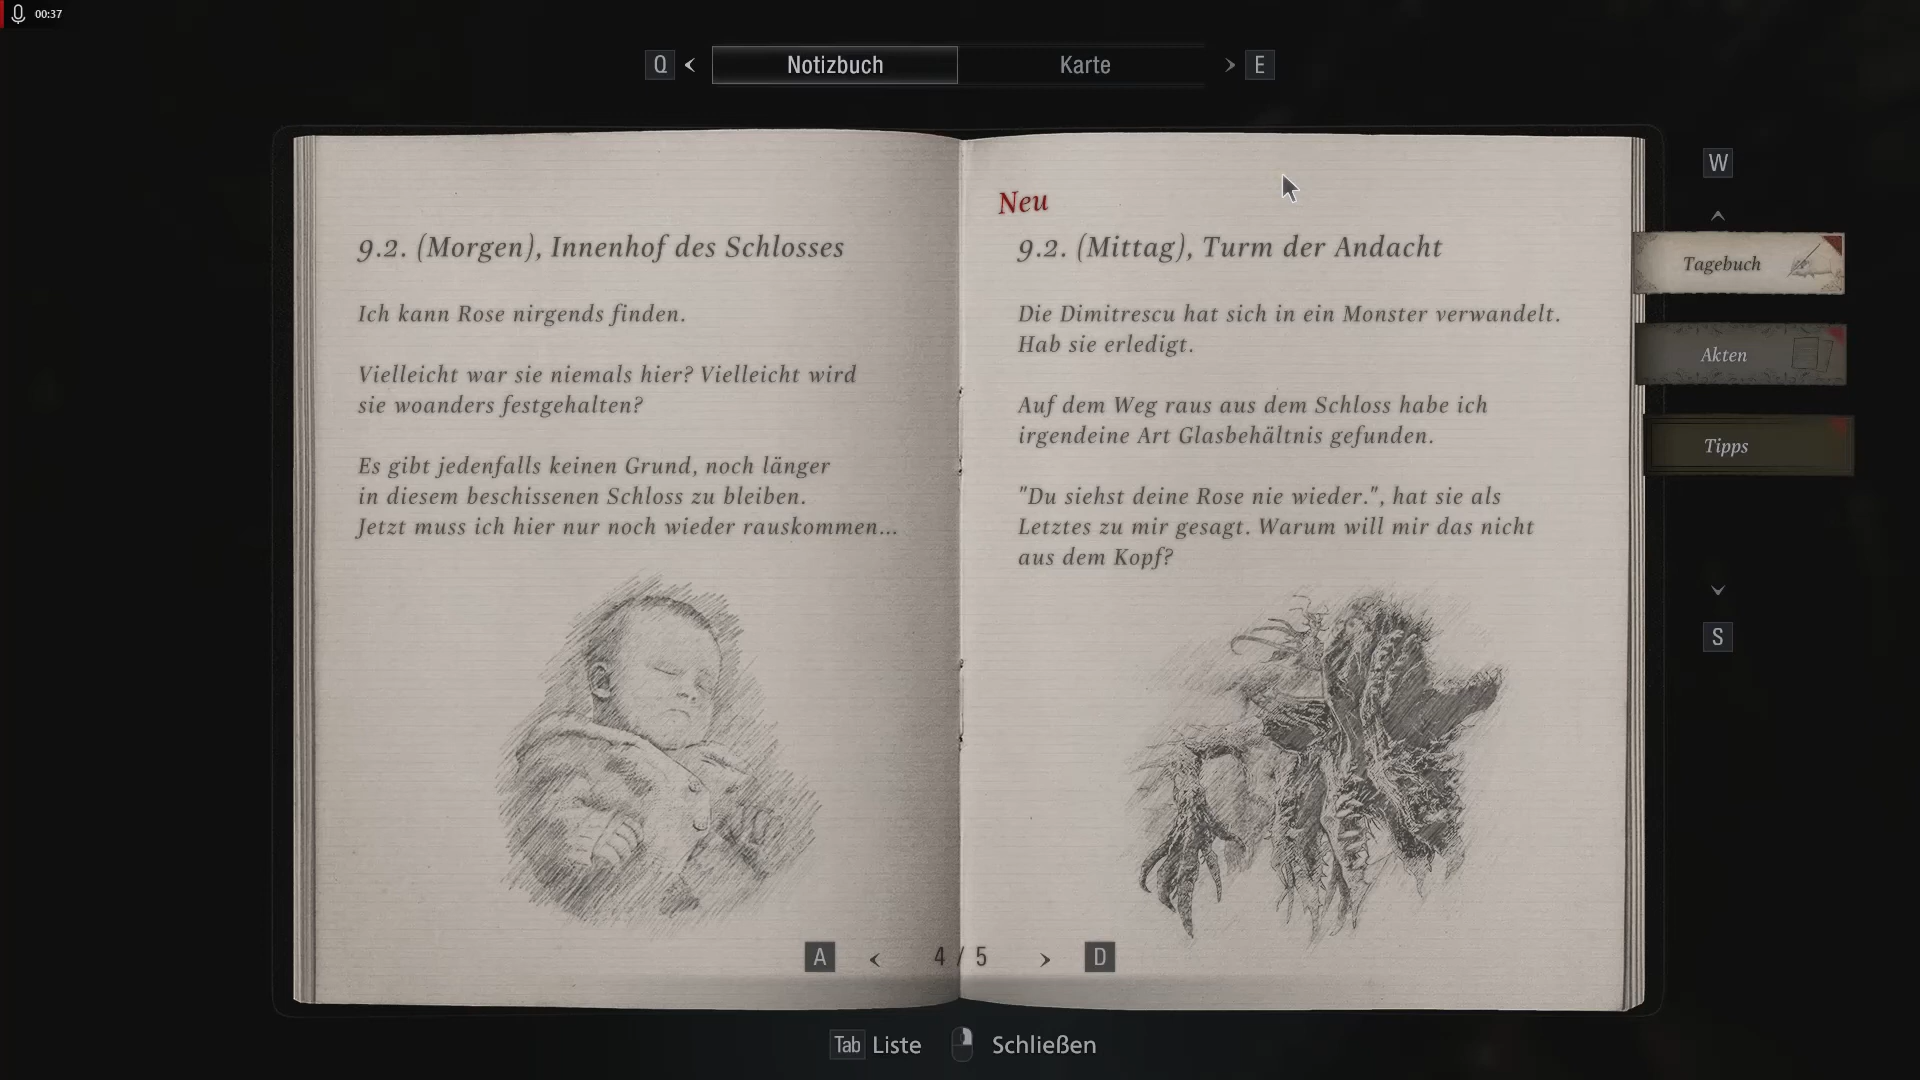 00:37
Q < Notizbuch Karte > E
9.2. (Morgen), Innenhof des Schlosses
Ich kann Rose nirgends finden.
Vielleicht war sie niemals hier? Vielleicht wird
sie woanders festgehalten?
Es gibt jedenfalls keinen Grund, noch länger
in diesem beschissenen Schloss zu bleiben.
Jetzt muss ich hier nur noch wieder rauskommen...
Neu
9.2. (Mittag), Turm der Andacht
Die Dimitrescu hat sich in ein Monster verwandelt.
Hab sie erledigt.
Auf dem Weg raus aus dem Schloss habe ich
irgendeine Art Glasbehältnis gefunden.
"Du siehst deine Rose nie wieder.", hat sie als
Letztes zu mir gesagt. Warum will mir das nicht
aus dem Kopf?
W
Tagebuch
Akten
Tipps
S
A < 4 / 5 > D
Tab Liste Schließen